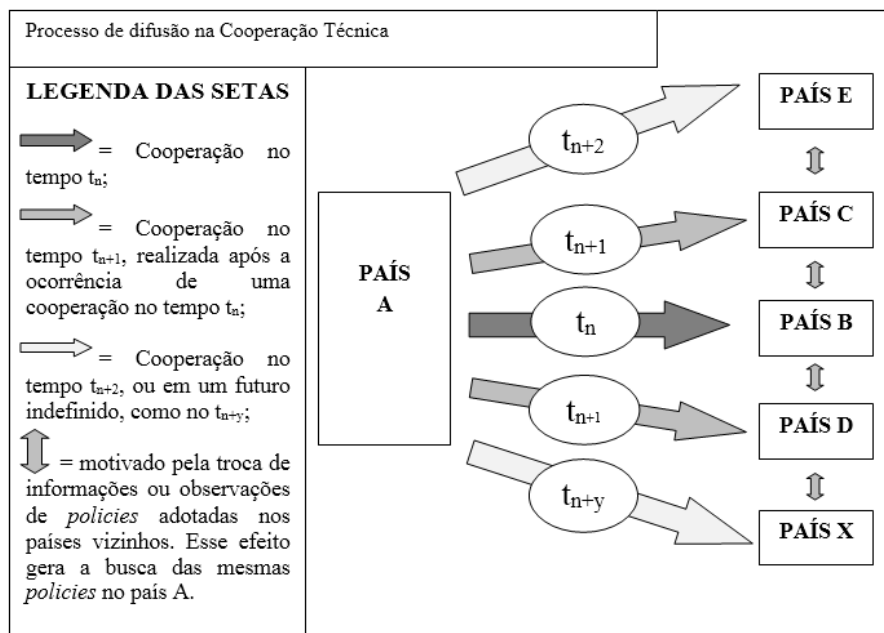 Processo de difusão na Cooperação Técnica
LEGENDA DAS SETAS
= Cooperação no
tempo tn;
= Cooperação no
tempo tn+1, realizada após a
ocorrência de uma
cooperação no tempo tn;
= Cooperação no
tempo tn+2, ou em um futuro
indefinido, como no tn+y;
= motivado pela troca de
informações ou observações
de policies adotadas nos
países vizinhos. Esse efeito
gera a busca das mesmas
policies no país A.
PAÍS
A
tn+2
tn+1
tn
tn+1
tn+y
PAÍS E
PAÍS C
PAÍS B
PAÍS D
PAÍS X